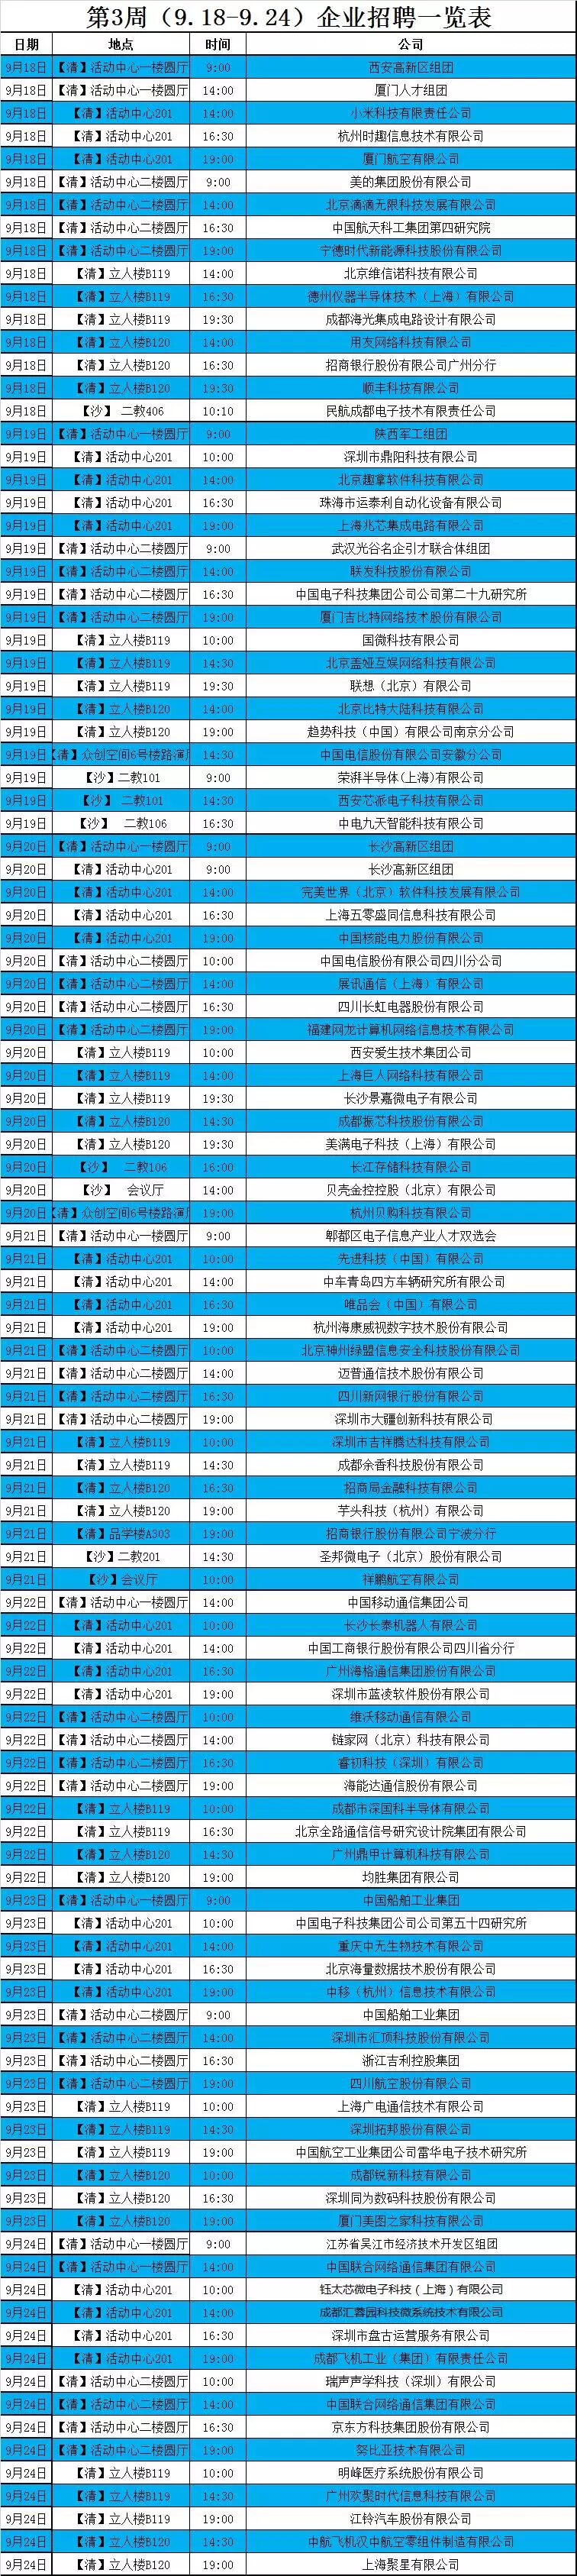 第3周（9.18-9.24）企业招聘一览表
日期 地点 时间 公司
9月18日 【清】活动中心一楼圆厅 9:00 西安高新区组团
9月18日 【清】活动中心一楼圆厅 14:00 厦门人才组团
9月18日 【清】活动中心201 14:00 小米科技有限责任公司
9月18日 【清】活动中心201 16:30 杭州时趣信息技术有限公司
9月18日 【清】活动中心201 19:00 厦门航空有限公司
9月18日 【清】活动中心二楼圆厅 9:00 美的集团股份有限公司
9月18日 【清】活动中心二楼圆厅 14:00 北京滴滴无限科技发展有限公司
9月18日 【清】活动中心二楼圆厅 16:30 中国航天科工集团第四研究院
9月18日 【清】活动中心二楼圆厅 19:00 宁德时代新能源科技股份有限公司
9月18日 【清】立人楼B119 14:00 北京维信诺科技有限公司
9月18日 【清】立人楼B119 16:30 德州仪器半导体技术（上海）有限公司
9月18日 【清】立人楼B119 19:30 成都海光集成电路设计有限公司
9月18日 【清】立人楼B120 14:00 用友网络科技有限公司
9月18日 【清】立人楼B120 16:30 招商银行股份有限公司广州分行
9月18日 【清】立人楼B120 19:30 顺丰科技有限公司
9月18日 【沙】 二教406 10:10 民航成都电子技术有限责任公司
9月19日 【清】活动中心一楼圆厅 9:00 陕西军工组团
9月19日 【清】活动中心201 10:00 深圳市鼎阳科技有限公司
9月19日 【清】活动中心201 14:00 北京趣拿软件科技有限公司
9月19日 【清】活动中心201 16:30 珠海市运泰利自动化设备有限公司
9月19日 【清】活动中心201 19:00 上海兆芯集成电路有限公司
9月19日 【清】活动中心二楼圆厅 9:00 武汉光谷名企引才联合体组团
9月19日 【清】活动中心二楼圆厅 14:00 联发科技股份有限公司
9月19日 【清】活动中心二楼圆厅 16:30 中国电子科技集团公司公司第二十九研究所
9月19日 【清】活动中心二楼圆厅 19:00 厦门吉比特网络技术股份有限公司
9月19日 【清】立人楼B119 10:00 国微科技有限公司
9月19日 【清】立人楼B119 14:30 北京盖娅互娱网络科技有限公司
9月19日 【清】立人楼B119 19:30 联想（北京）有限公司
9月19日 【清】立人楼B120 14:00 北京比特大陆科技有限公司
9月19日 【清】立人楼B120 19:00 趋势科技（中国）有限公司南京分公司
9月19日 【清】众创空间6号楼路演厅 14:30 中国电信股份有限公司安徽分公司
9月19日 【沙】二教101 9:00 荣湃半导体(上海)有限公司
9月19日 【沙】 二教101 14:30 西安芯派电子科技有限公司
9月19日 【沙】 二教106 16:30 中电九天智能科技有限公司
9月20日 【清】活动中心一楼圆厅 9:00 长沙高新区组团
9月20日 【清】活动中心201 9:00 长沙高新区组团
9月20日 【清】活动中心201 14:00 完美世界（北京）软件科技发展有限公司
9月20日 【清】活动中心201 16:30 上海五零盛同信息科技有限公司
9月20日 【清】活动中心201 19:00 中国核能电力股份有限公司
9月20日 【清】活动中心二楼圆厅 10:00 中国电信股份有限公司四川分公司
9月20日 【清】活动中心二楼圆厅 14:00 展讯通信（上海）有限公司
9月20日 【清】活动中心二楼圆厅 16:30 四川长虹电器股份有限公司
9月20日 【清】活动中心二楼圆厅 19:00 福建网龙计算机网络信息技术有限公司
9月20日 【清】立人楼B119 10:00 西安爱生技术集团公司
9月20日 【清】立人楼B119 14:00 上海巨人网络科技有限公司
9月20日 【清】立人楼B119 19:30 长沙景嘉微电子有限公司
9月20日 【清】立人楼B120 14:30 成都振芯科技股份有限公司
9月20日 【清】立人楼B120 19:30 美满电子科技（上海）有限公司
9月20日 【沙】 二教106 16:00 长江存储科技有限公司
9月20日 【沙】 会议厅 14:00 贝壳金控控股（北京）有限公司
9月20日 【清】众创空间6号楼路演厅 19:00 杭州贝购科技有限公司
9月21日 【清】活动中心一楼圆厅 9:00 郫都区电子信息产业人才双选会
9月21日 【清】活动中心201 10:00 先进科技（中国）有限公司
9月21日 【清】活动中心201 14:00 中车青岛四方车辆研究所有限公司
9月21日 【清】活动中心201 16:30 唯品会（中国）有限公司
9月21日 【清】活动中心201 19:00 杭州海康威视数字技术股份有限公司
9月21日 【清】活动中心二楼圆厅 10:00 北京神州绿盟信息安全科技股份有限公司
9月21日 【清】活动中心二楼圆厅 14:00 迈普通信技术股份有限公司
9月21日 【清】活动中心二楼圆厅 16:30 四川新网银行股份有限公司
9月21日 【清】活动中心二楼圆厅 19:00 深圳市大疆创新科技有限公司
9月21日 【清】立人楼B119 10:00 深圳市吉祥腾达科技有限公司
9月21日 【清】立人楼B119 14:30 成都余香科技股份有限公司
9月21日 【清】立人楼B120 16:30 招商局金融科技有限公司
9月21日 【清】立人楼B120 19:00 芋头科技（杭州）有限公司
9月21日 【清】品学楼A303 19:00 招商银行股份有限公司宁波分行
9月21日 【沙】二教201 14:30 圣邦微电子（北京）股份有限公司
9月21日 【沙】会议厅 10:00 祥鹏航空有限公司
9月22日 【清】活动中心一楼圆厅 14:00 中国移动通信集团公司
9月22日 【清】活动中心201 10:00 长沙长泰机器人有限公司
9月22日 【清】活动中心201 14:00 中国工商银行股份有限公司四川省分行
9月22日 【清】活动中心201 16:30 广州海格通信集团股份有限公司
9月22日 【清】活动中心201 19:00 深圳市蓝凌软件股份有限公司
9月22日 【清】活动中心二楼圆厅 10:00 维沃移动通信有限公司
9月22日 【清】活动中心二楼圆厅 14:00 链家网（北京）科技有限公司
9月22日 【清】活动中心二楼圆厅 16:30 睿初科技（深圳）有限公司
9月22日 【清】活动中心二楼圆厅 19:00 海能达通信股份有限公司
9月22日 【清】立人楼B119 10:00 成都市深国科半导体有限公司
9月22日 【清】立人楼B119 16:30 北京全路通信信号研究设计院集团有限公司
9月22日 【清】立人楼B120 14:30 广州鼎甲计算机科技有限公司
9月22日 【清】立人楼B120 19:00 均胜集团有限公司
9月23日 【清】活动中心一楼圆厅 9:00 中国船舶工业集团
9月23日 【清】活动中心201 10:00 中国电子科技集团公司公司第五十四研究所
9月23日 【清】活动中心201 14:00 重庆中元生物技术有限公司
9月23日 【清】活动中心201 16:30 北京海量数据技术股份有限公司
9月23日 【清】活动中心201 19:00 中移（杭州）信息技术有限公司
9月23日 【清】活动中心二楼圆厅 9:00 中国船舶工业集团
9月23日 【清】活动中心二楼圆厅 14:00 深圳市汇顶科技股份有限公司
9月23日 【清】活动中心二楼圆厅 16:30 浙江吉利控股集团
9月23日 【清】活动中心二楼圆厅 19:00 四川航空股份有限公司
9月23日 【清】立人楼B119 10:00 上海广电通信技术有限公司
9月23日 【清】立人楼B119 14:30 深圳拓邦股份有限公司
9月23日 【清】立人楼B119 19:00 中国航空工业集团公司雷华电子技术研究所
9月23日 【清】立人楼B120 10:00 成都锐新科技有限公司
9月23日 【清】立人楼B120 16:30 深圳同为数码科技股份有限公司
9月23日 【清】立人楼B120 19:00 厦门美图之家科技有限公司
9月24日 【清】活动中心一楼圆厅 9:00 江苏省吴江市经济技术开发区组团
9月24日 【清】活动中心一楼圆厅 14:00 中国联合网络通信集团有限公司
9月24日 【清】活动中心201 10:00 钰太芯微电子科技（上海）有限公司
9月24日 【清】活动中心201 14:00 成都汇蓉园科技微系统技术有限公司
9月24日 【清】活动中心201 16:30 深圳市盘古运营服务有限公司
9月24日 【清】活动中心201 19:00 成都飞机工业（集团）有限责任公司
9月24日 【清】活动中心二楼圆厅 10:00 瑞声声学科技（深圳）有限公司
9月24日 【清】活动中心二楼圆厅 14:00 中国联合网络通信集团有限公司
9月24日 【清】活动中心二楼圆厅 16:30 京东方科技集团股份有限公司
9月24日 【清】活动中心二楼圆厅 19:00 努比亚技术有限公司
9月24日 【清】立人楼B119 10:00 明峰医疗系统股份有限公司
9月24日 【清】立人楼B119 14:30 广州欢聚时代信息科技有限公司
9月24日 【清】立人楼B119 19:00 江铃汽车股份有限公司
9月24日 【清】立人楼B120 14:30 中航飞机汉中航空零组件制造有限公司
9月24日 【清】立人楼B120 19:00 上海聚星有限公司